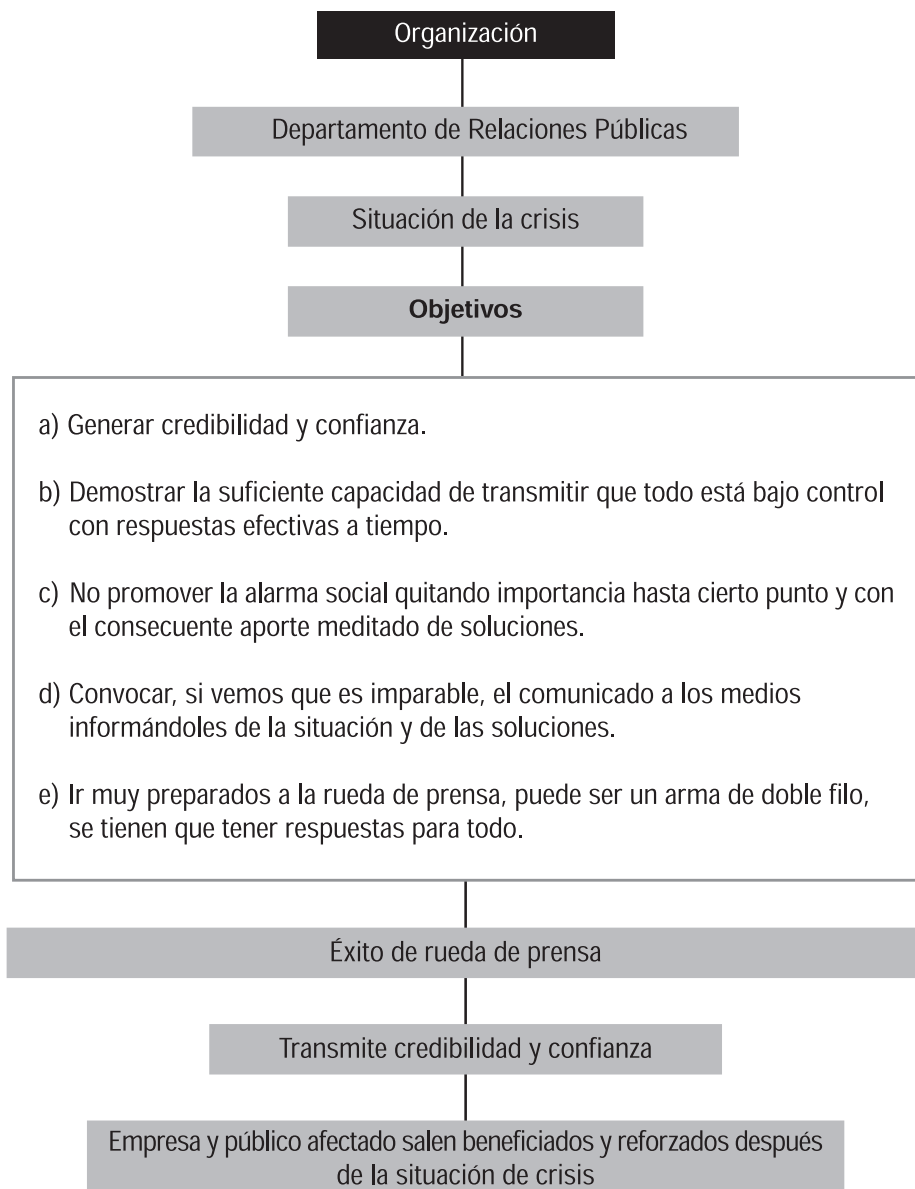 Organización
Departamento de Relaciones Públicas
Situación de la crisis
Objetivos
a) Generar credibilidad y confianza.
b) Demostrar la suficiente capacidad de transmitir que todo está bajo control
con respuestas efectivas a tiempo.
c) No promover la alarma social quitando importancia hasta cierto punto y con
el consecuente aporte meditado de soluciones.
d) Convocar, si vemos que es imparable, el comunicado a los medios
informándoles de la situación y de las soluciones.
e) Ir muy preparados a la rueda de prensa, puede ser un arma de doble filo,
se tienen que tener respuestas para todo.
Éxito de rueda de prensa
Transmite credibilidad y confianza
Empresa y público afectado salen beneficiados y reforzados después
de la situación de crisis